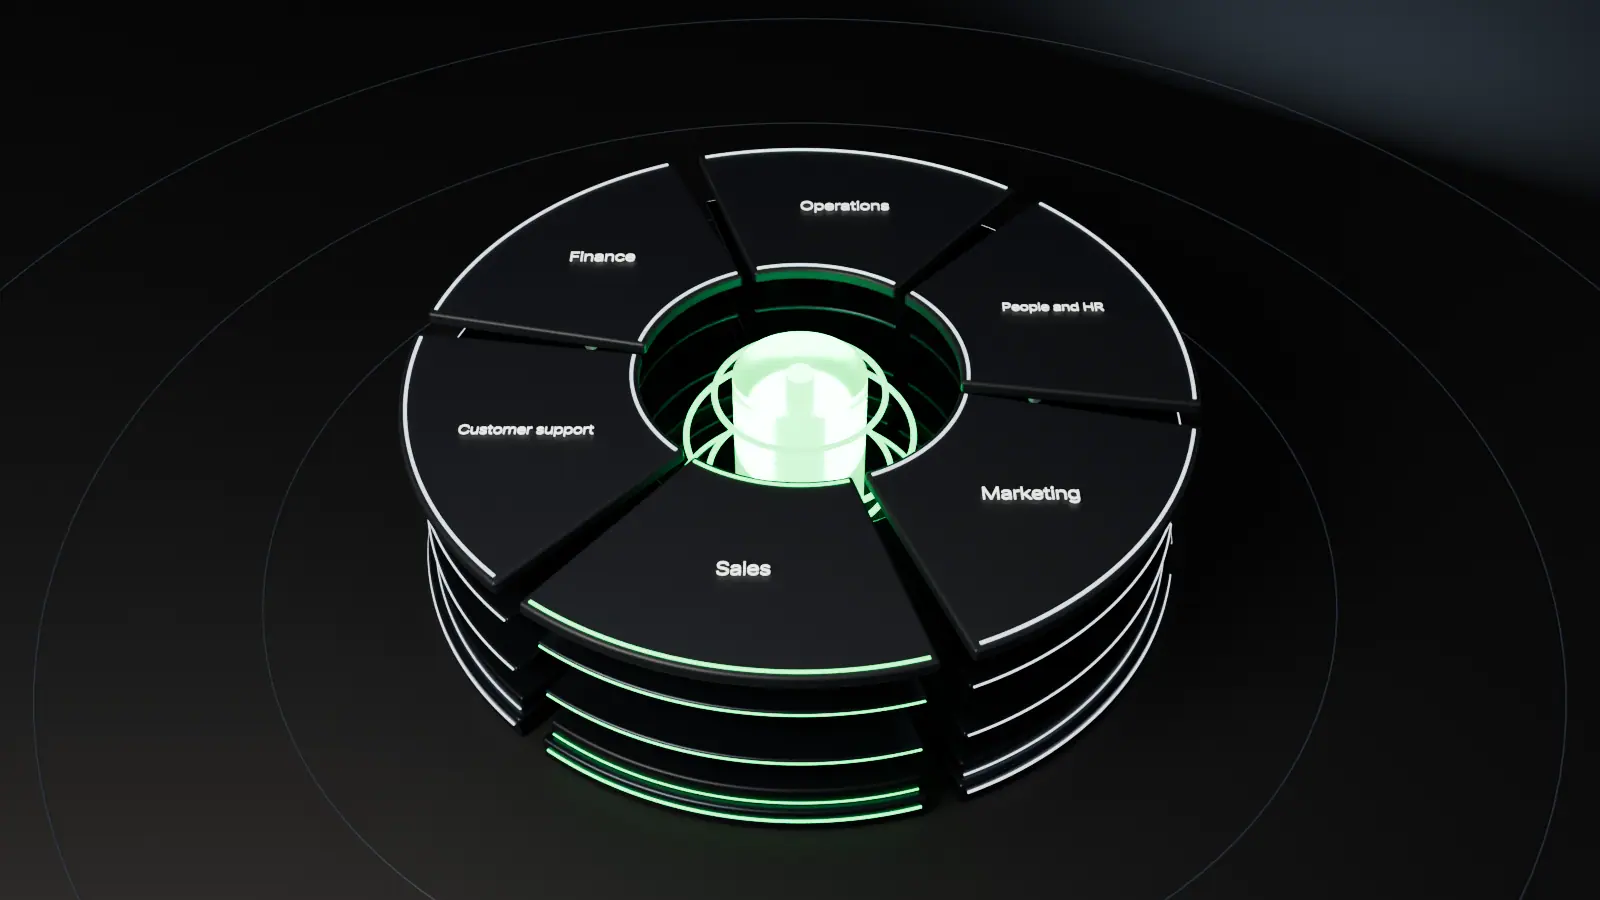 Operations
Finance
People and HR
Customer support
Marketing
Sales